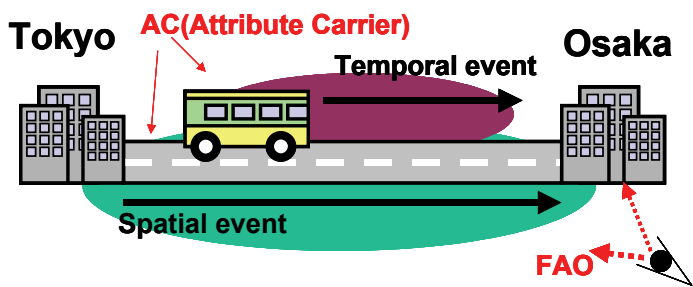 Tokyo
AC(Attribute Carrier)
Osaka
Temporal event
Spatial event
FAO